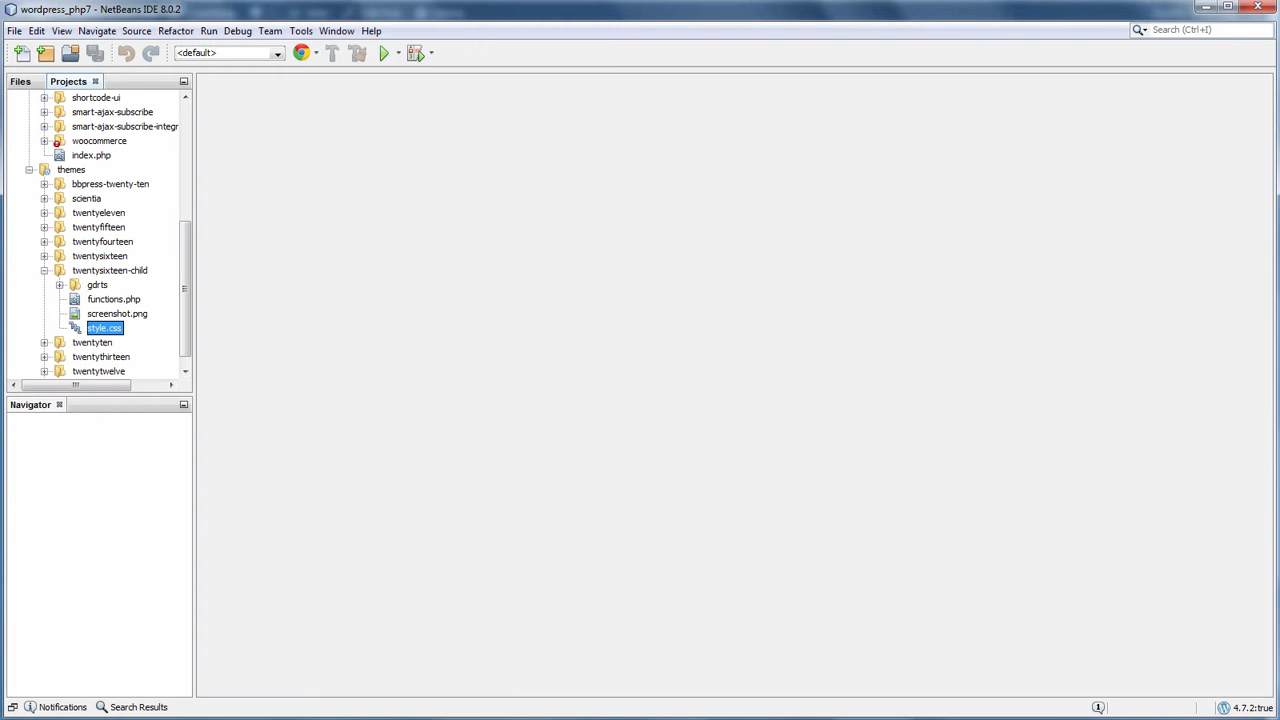 wordpress_php7 - NetBeans IDE 8.0.2
File Edit View Navigate Source Refactor Run Debug Team Tools Window Help
Search (Ctrl+I)
<default>
Files Projects
shortcode-ui
smart-ajax-subscribe
smart-ajax-subscribe-integr
woocommerce
index.php
themes
bbpress-twenty-ten
scientia
twentyeleven
twentyfifteen
twentyfourteen
twentysixteen
twentysixteen-child
gdrts
functions.php
screenshot.png
style.css
twentyten
twentythirteen
twentytwelve
Navigator
Notifications Search Results
4.7.2:true